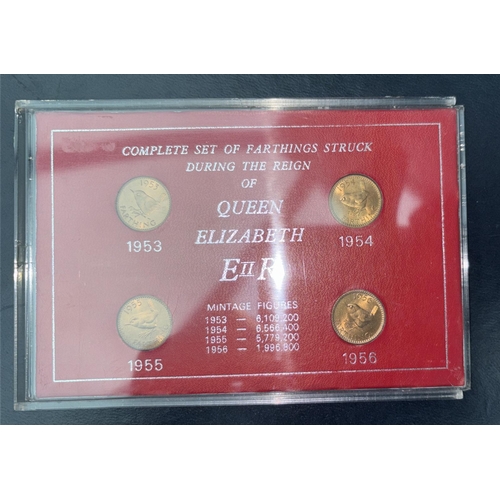 COMPLETE SET OF FARTHINGS STRUCK
DURING THE REIGN
OF
QUEEN
ELIZABETH
EIIR
1953
1954
MINTAGE FIGURES
1953 — 6,109,200
1954 — 6,566,400
1955 — 5,779,200
1956 — 1,996,800
1955
1956